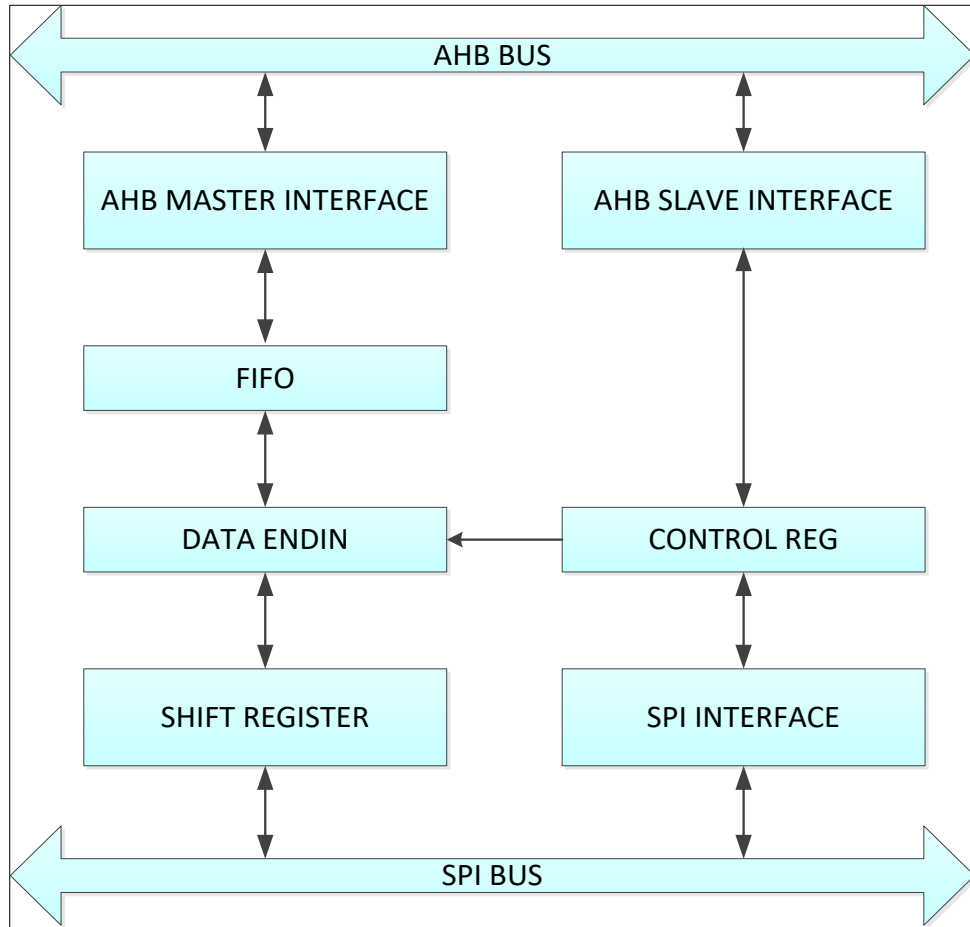 AHB BUS
AHB MASTER INTERFACE
AHB SLAVE INTERFACE
FIFO
DATA ENDIN
CONTROL REG
SHIFT REGISTER
SPI INTERFACE
SPI BUS